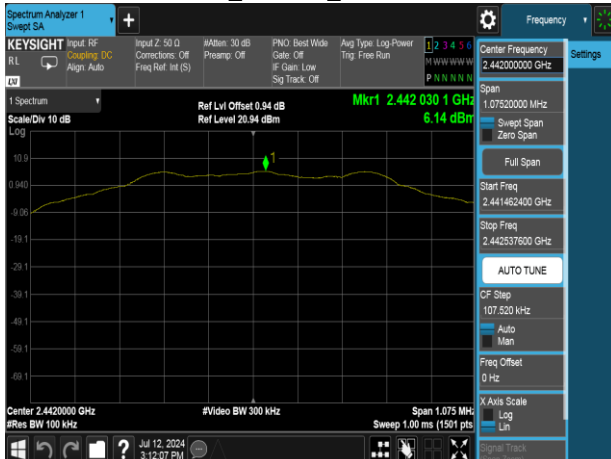 Spectrum Analyzer 1
Swept SA
+
Frequency
KEYSIGHT
RL
LXI
Input: RF
Coupling: DC
Align: Auto
Input Z: 50 Ω
Corrections: Off
Freq Ref: Int (S)
#Atten: 30 dB
Preamp: Off
PNO: Best Wide
Gate: Off
IF Gain: Low
Sig Track: Off
Avg Type: Log-Power
Trig: Free Run
1 2 3 4 5 6
M W W W W W
P N N N N N
Center Frequency
2.442000000 GHz
Settings
1 Spectrum
Scale/Div 10 dB
Log
Ref Lvl Offset 0.94 dB
Ref Level 20.94 dBm
Mkr1 2.442 030 1 GHz
6.14 dBm
Span
1.07520000 MHz
Swept Span
Zero Span
Full Span
Start Freq
2.441462400 GHz
Stop Freq
2.442537600 GHz
AUTO TUNE
CF Step
107.520 kHz
Auto
Man
Freq Offset
0 Hz
X Axis Scale
Log
Lin
Signal Track
1
10.9
0.940
-9.06
-19.1
-29.1
-39.1
-49.1
-59.1
-69.1
Center 2.4420000 GHz
#Res BW 100 kHz
#Video BW 300 kHz
Span 1.075 MHz
Sweep 1.00 ms (1501 pts)
?
Jul 12, 2024
3:12:07 PM